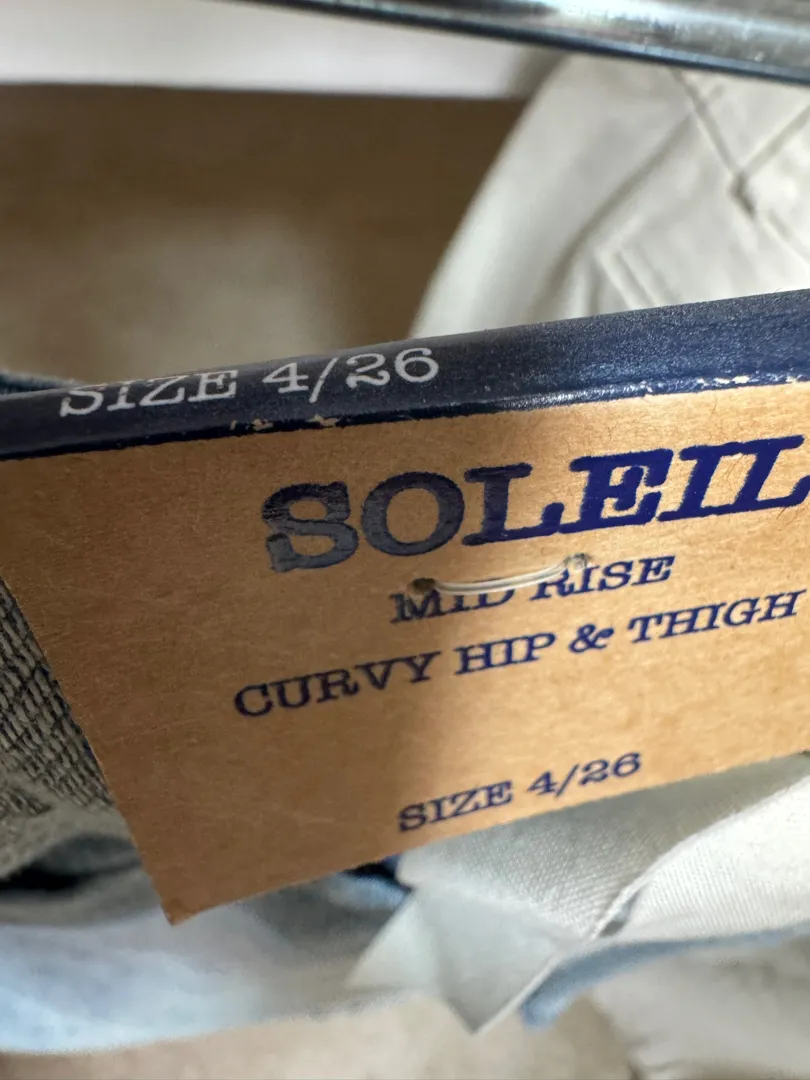 SIZE 4/26
SOLEIL
MID RISE
CURVY HIP & THIGH
SIZE 4/26